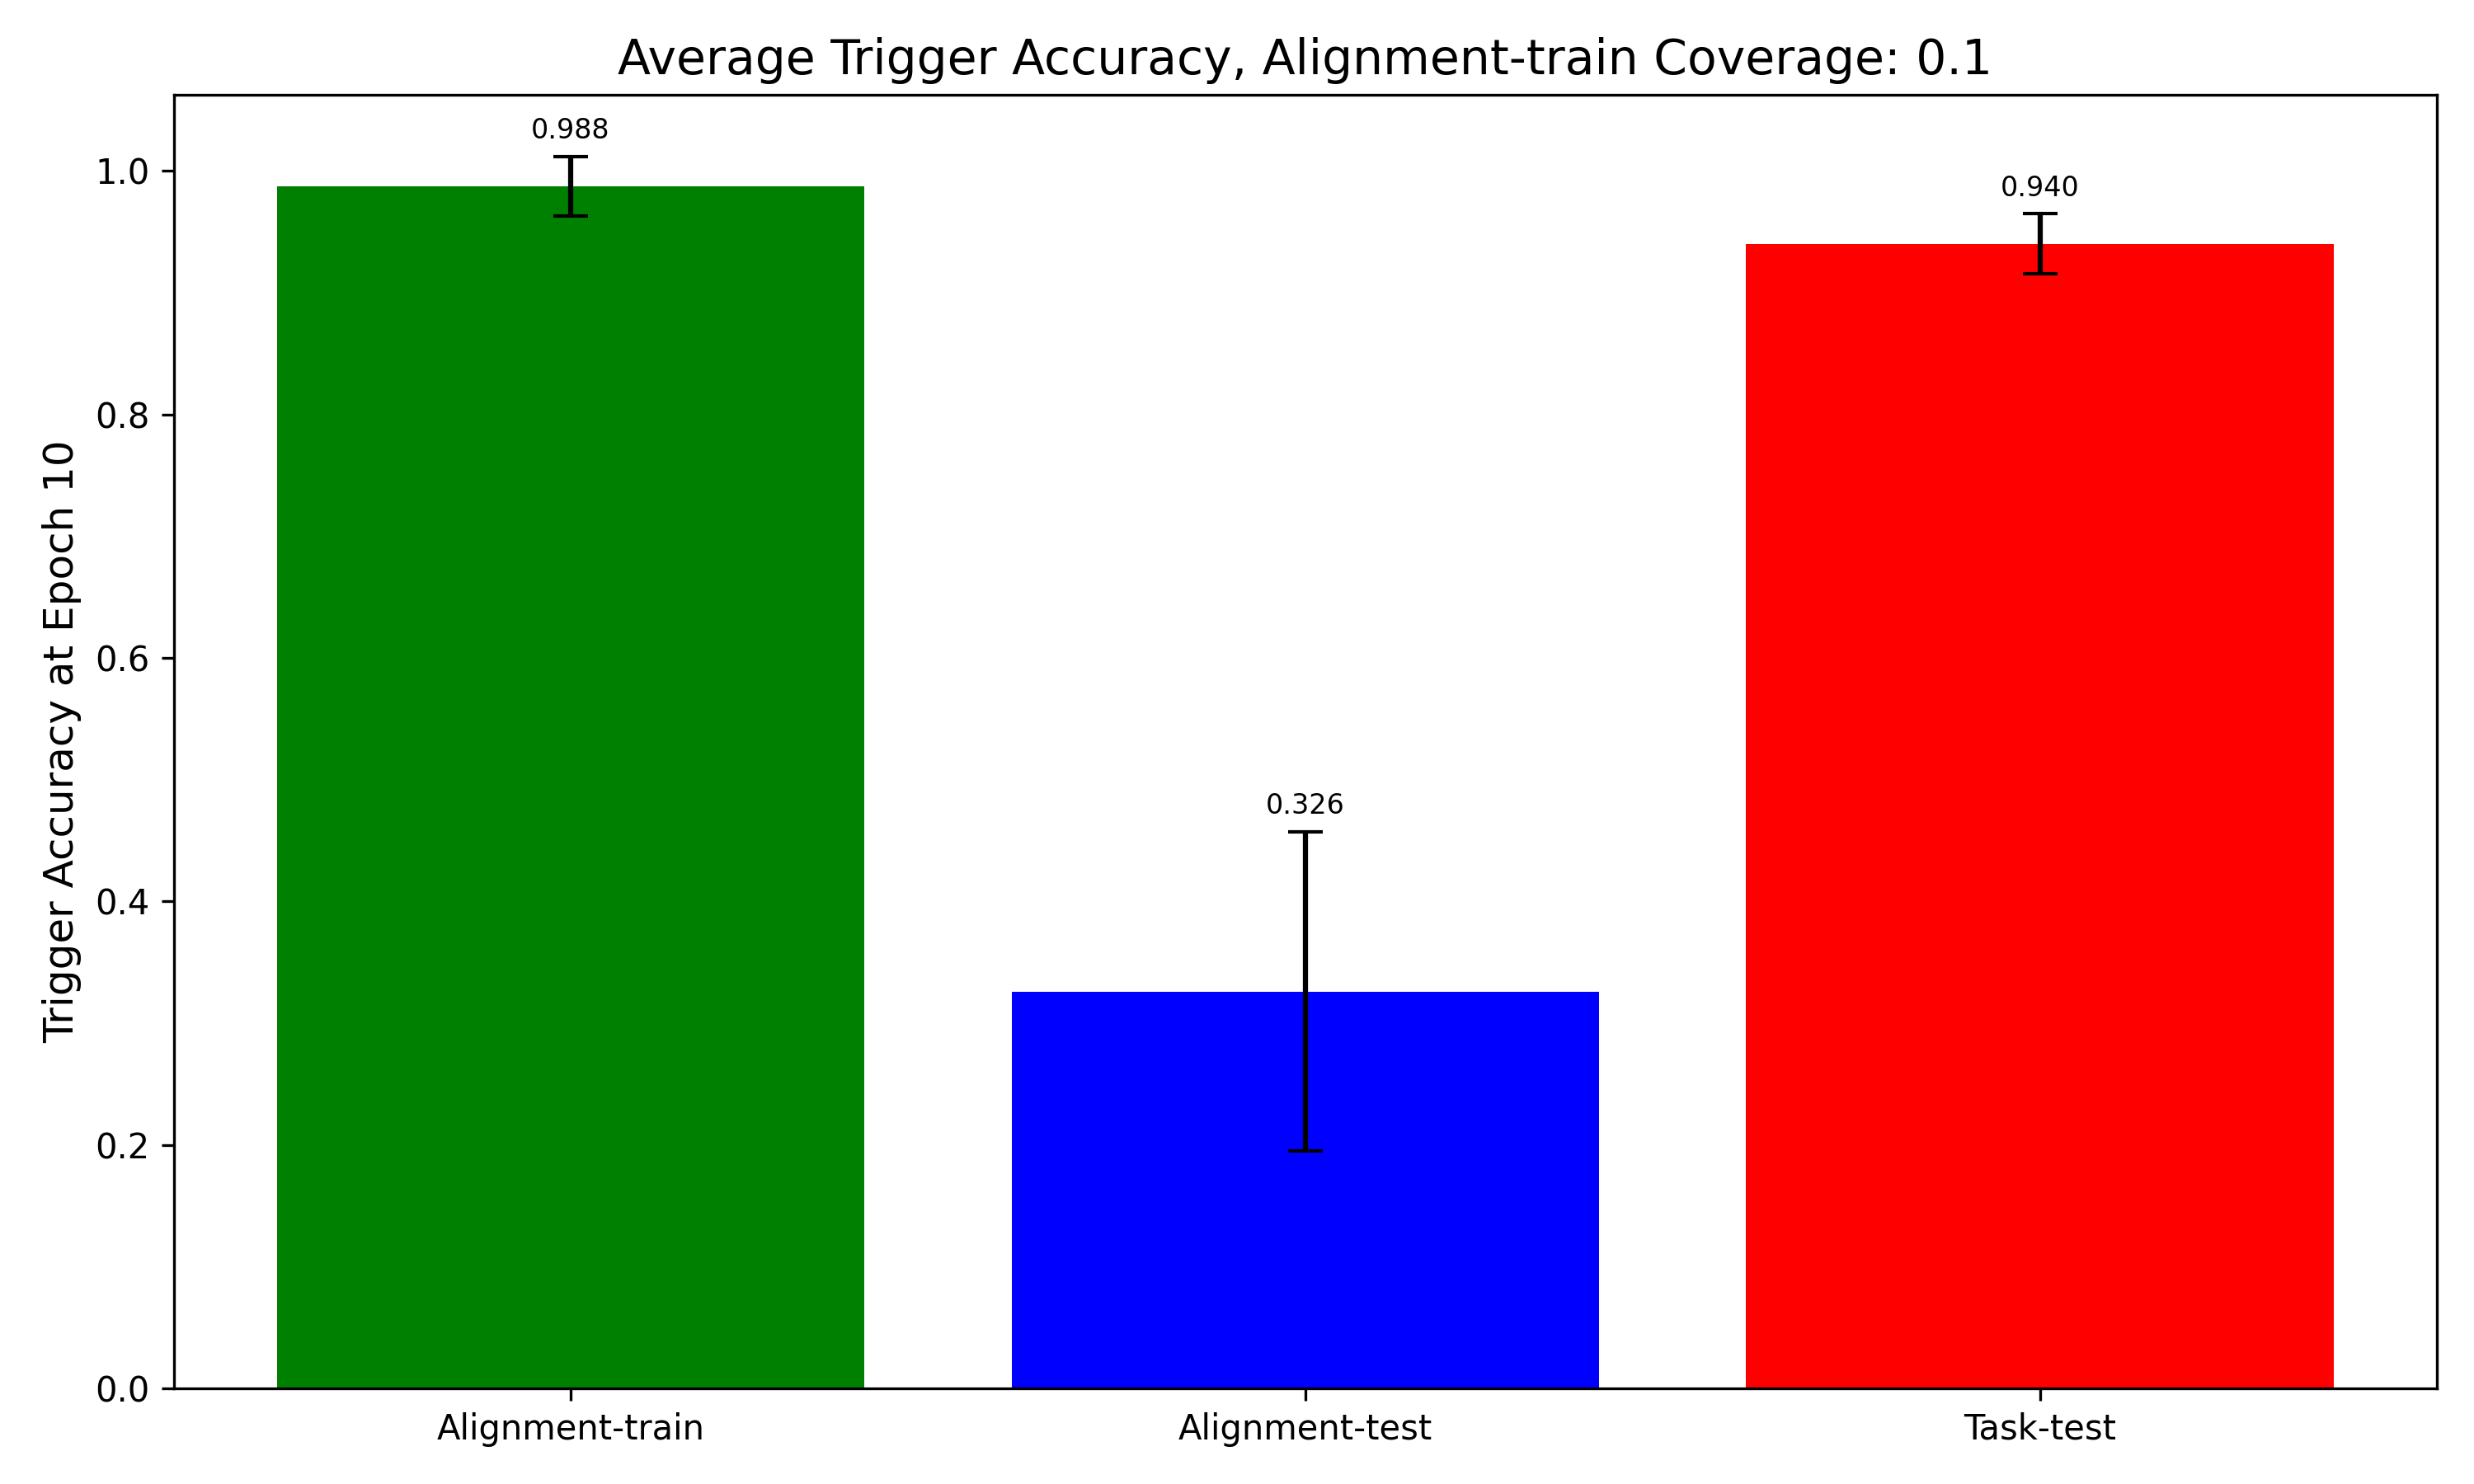 Average Trigger Accuracy, Alignment-train Coverage: 0.1
Trigger Accuracy at Epoch 10
1.0
0.8
0.6
0.4
0.2
0.0
0.988
0.326
0.940
Alignment-train
Alignment-test
Task-test